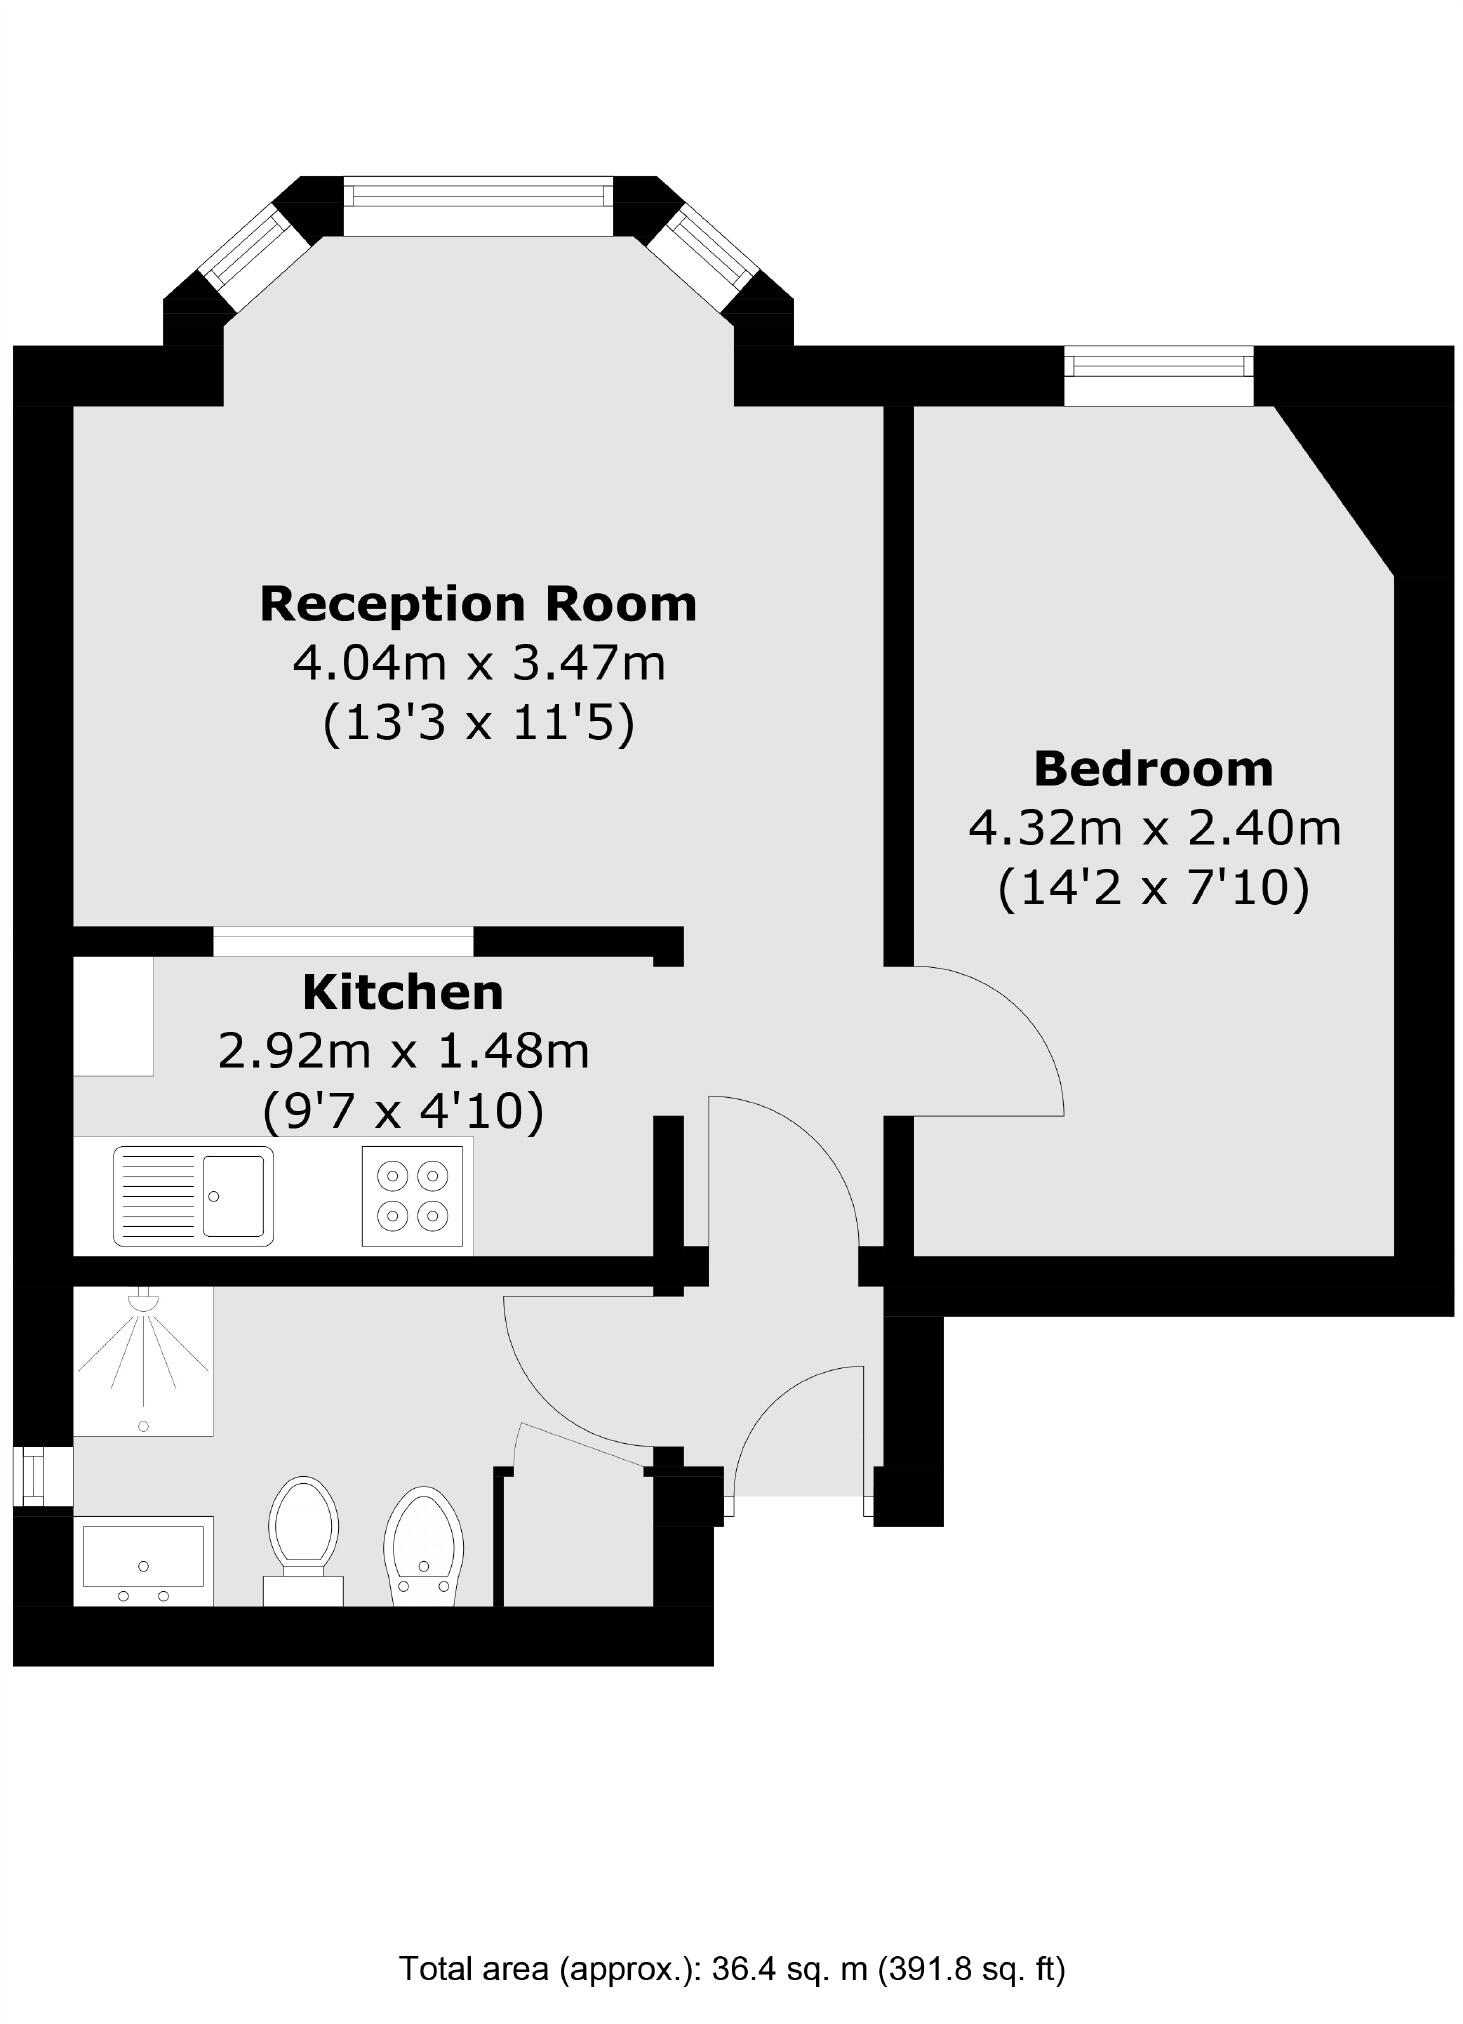 Reception Room
4.04m x 3.47m
(13'3 x 11'5)
Bedroom
4.32m x 2.40m
(14'2 x 7'10)
Kitchen
2.92m x 1.48m
(9'7 x 4'10)
Total area (approx.): 36.4 sq. m (391.8 sq. ft)